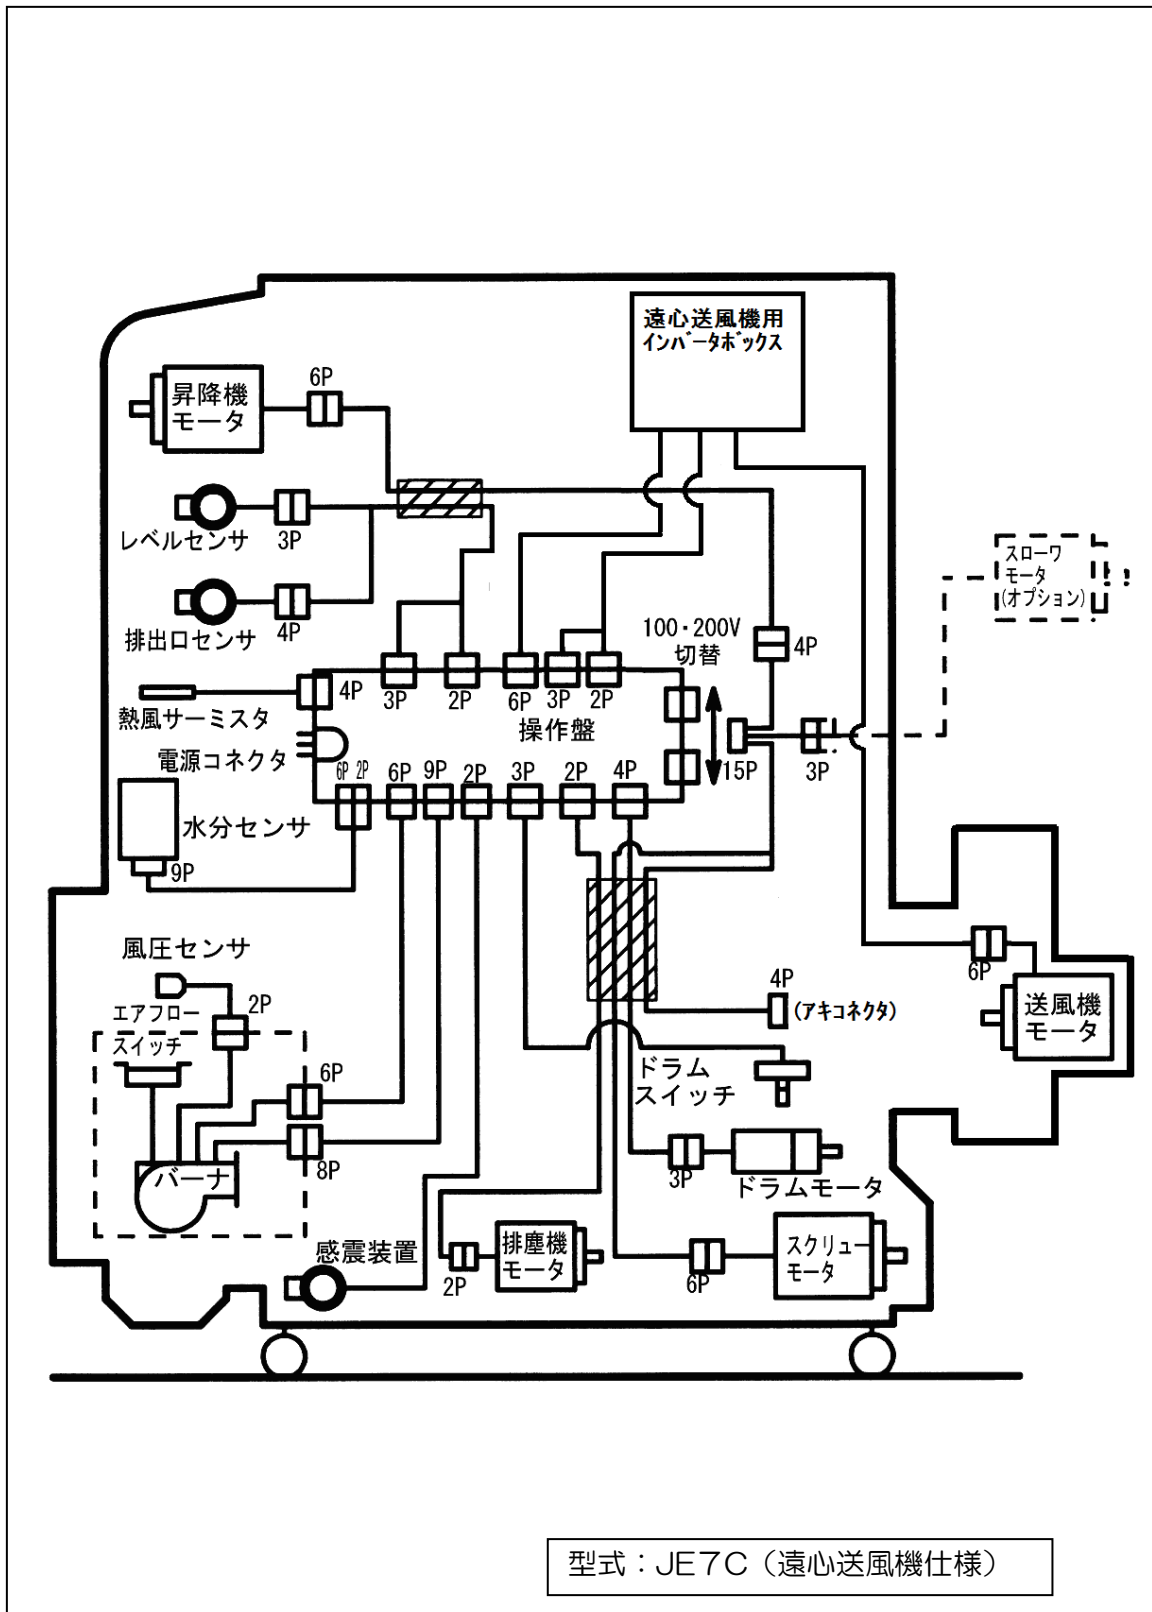 遠心送風機用
インバータボックス
昇降機
モータ
6P
レベルセンサ
3P
排出口センサ
4P
スローワ
モータ
(オプション)
100・200V
切替
4P
4P
3P
2P
6P
3P
2P
熱風サーミスタ
操作盤
電源コネクタ
15P
3P
6P
2P
6P
9P
2P
3P
2P
4P
水分センサ
9P
風圧センサ
2P
エアフロー
スイッチ
6P
8P
バーナ
4P
(アキコネクタ)
6P
送風機
モータ
ドラム
スイッチ
3P
ドラムモータ
感震装置
2P
排塵機
モータ
6P
スクリュー
モータ
型式：JE7C（遠心送風機仕様）